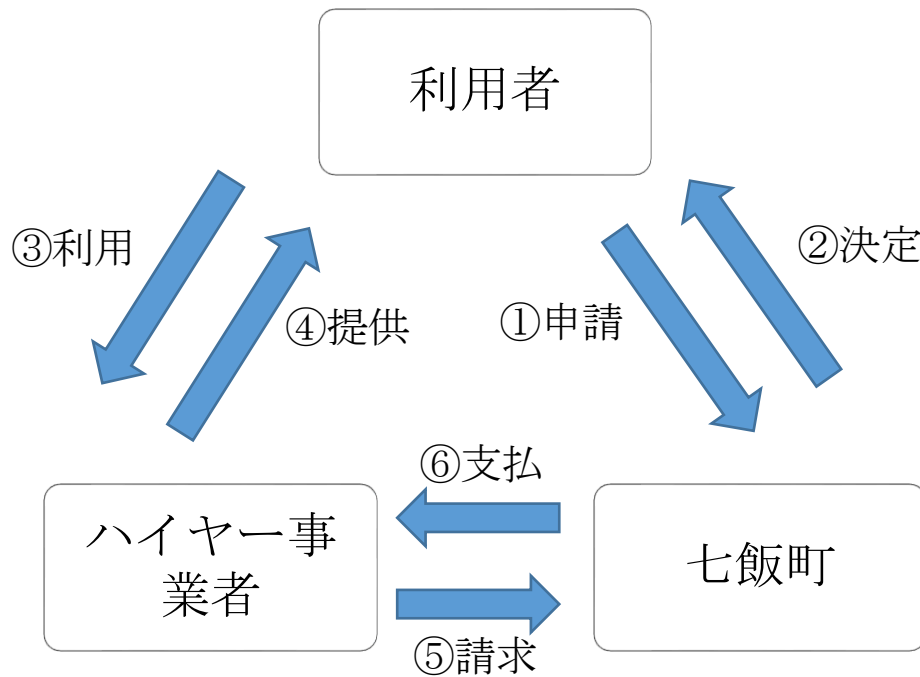 利用者
③利用
②決定
④提供
①申請
⑥支払
ハイヤー事
業者
七飯町
⑤請求